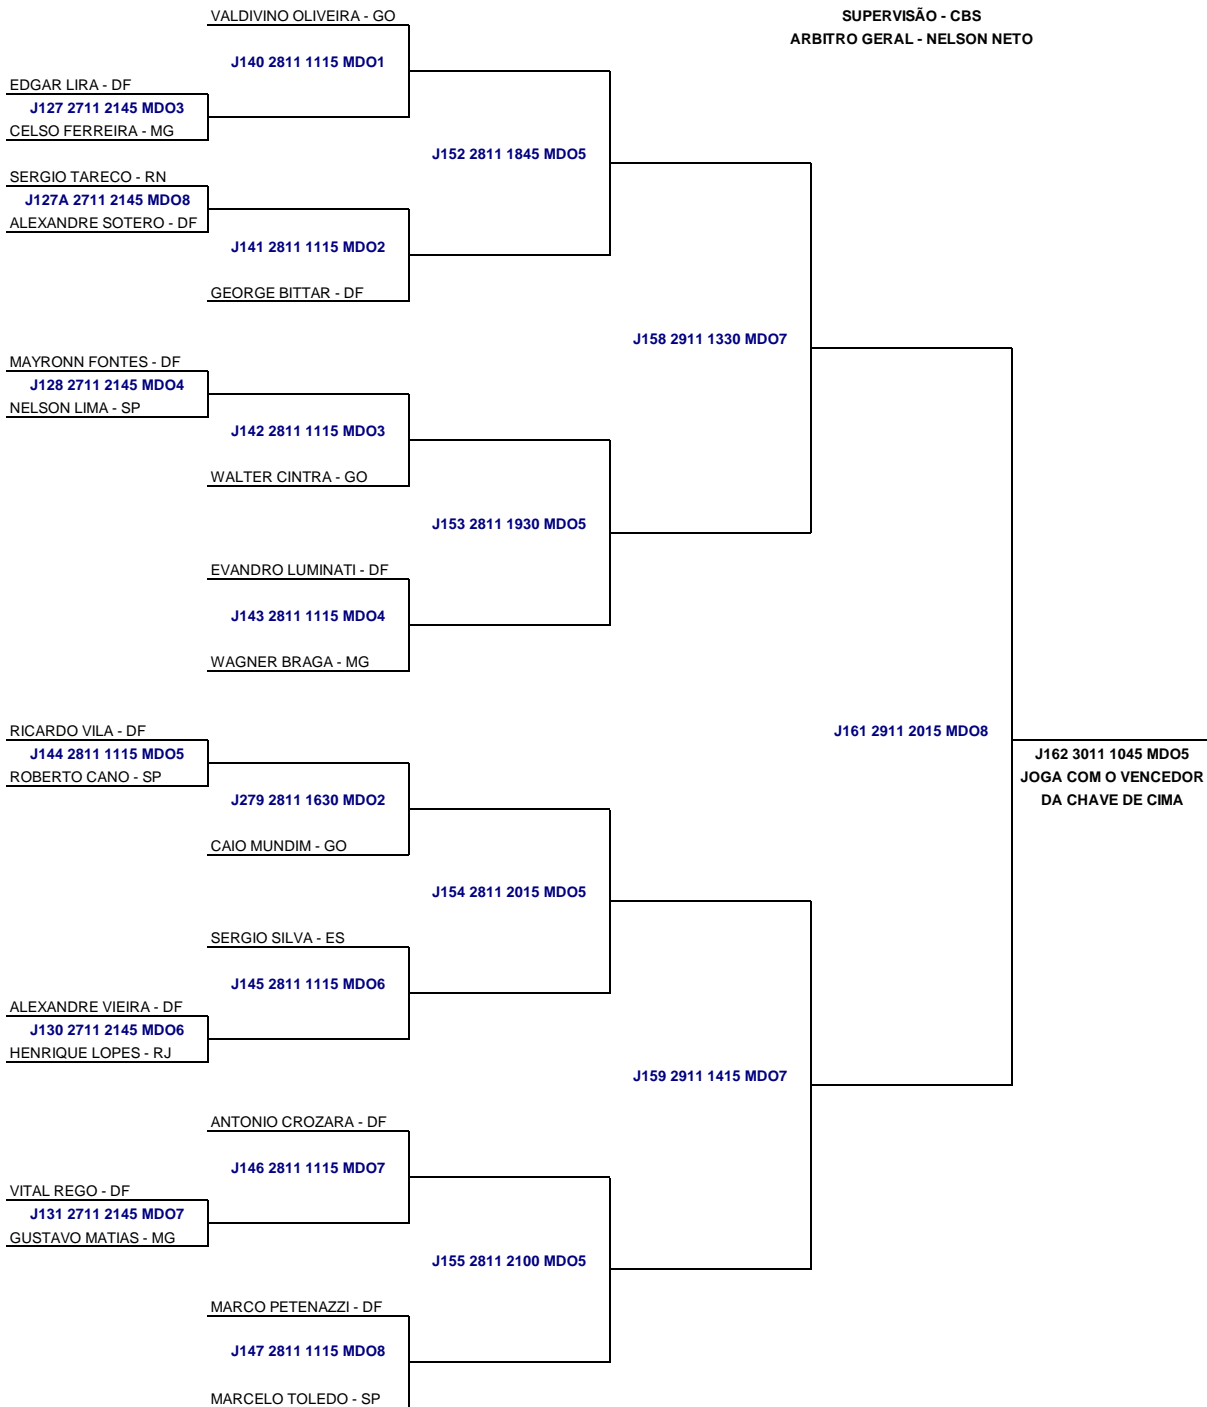 VALDIVINO OLIVEIRA - GO
SUPERVISÃO - CBS
ARBITRO GERAL - NELSON NETO
J140 2811 1115 MDO1
EDGAR LIRA - DF
J127 2711 2145 MDO3
CELSO FERREIRA - MG
J152 2811 1845 MDO5
SERGIO TARECO - RN
J127A 2711 2145 MDO8
ALEXANDRE SOTERO - DF
J141 2811 1115 MDO2
GEORGE BITTAR - DF
J158 2911 1330 MDO7
MAYRONN FONTES - DF
J128 2711 2145 MDO4
NELSON LIMA - SP
J142 2811 1115 MDO3
WALTER CINTRA - GO
J153 2811 1930 MDO5
EVANDRO LUMINATI - DF
J143 2811 1115 MDO4
WAGNER BRAGA - MG
RICARDO VILA - DF
J161 2911 2015 MDO8
J144 2811 1115 MDO5
ROBERTO CANO - SP
J162 3011 1045 MDO5
JOGA COM O VENCEDOR
DA CHAVE DE CIMA
J279 2811 1630 MDO2
CAIO MUNDIM - GO
J154 2811 2015 MDO5
SERGIO SILVA - ES
J145 2811 1115 MDO6
ALEXANDRE VIEIRA - DF
J130 2711 2145 MDO6
HENRIQUE LOPES - RJ
J159 2911 1415 MDO7
ANTONIO CROZARA - DF
J146 2811 1115 MDO7
VITAL REGO - DF
J131 2711 2145 MDO7
GUSTAVO MATIAS - MG
J155 2811 2100 MDO5
MARCO PETENAZZI - DF
J147 2811 1115 MDO8
MARCELO TOLEDO - SP